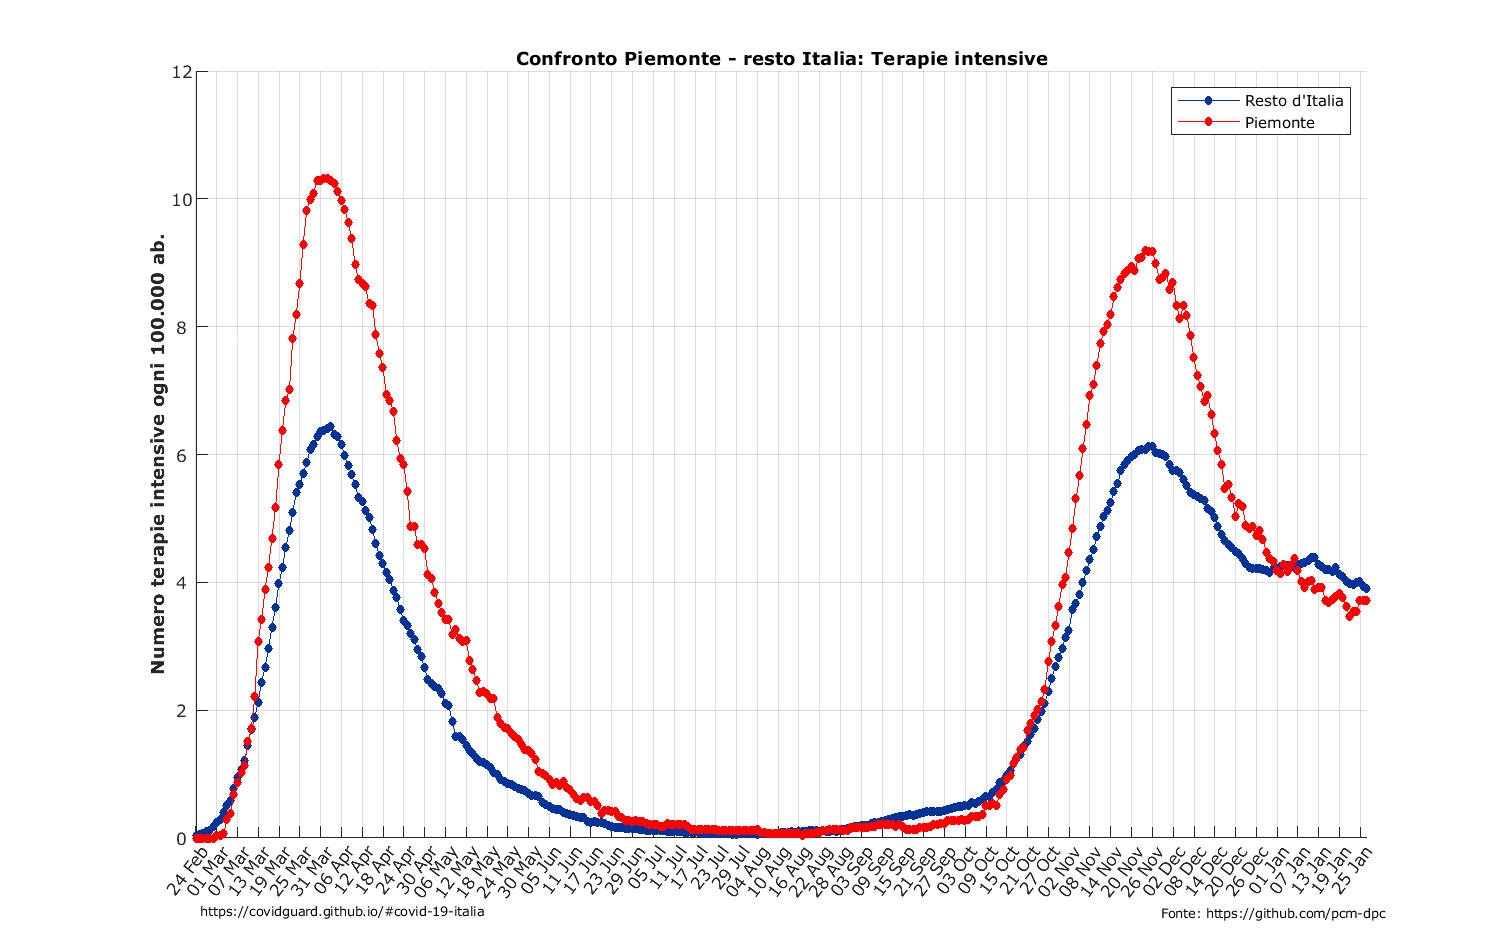 Confronto Piemonte - resto Italia: Terapie intensive
Resto d'Italia
Piemonte
Numero terapie intensive ogni 100.000 ab.
12
10
8
6
4
2
0
24 Feb
01 Mar
07 Mar
13 Mar
19 Mar
25 Mar
31 Mar
06 Apr
12 Apr
18 Apr
24 Apr
30 Apr
06 May
12 May
18 May
24 May
30 May
05 Jun
11 Jun
17 Jun
23 Jun
29 Jun
05 Jul
11 Jul
17 Jul
23 Jul
29 Jul
04 Aug
10 Aug
16 Aug
22 Aug
28 Aug
03 Sep
09 Sep
15 Sep
21 Sep
27 Sep
03 Oct
09 Oct
15 Oct
21 Oct
27 Oct
02 Nov
08 Nov
14 Nov
20 Nov
26 Nov
02 Dec
08 Dec
14 Dec
20 Dec
26 Dec
01 Jan
07 Jan
13 Jan
19 Jan
25 Jan
https://covidguard.github.io/#covid-19-italia
Fonte: https://github.com/pcm-dpc